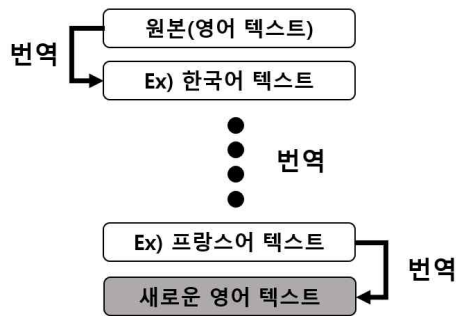 원본(영어 텍스트)
번역
Ex) 한국어 텍스트
번역
Ex) 프랑스어 텍스트
번역
새로운 영어 텍스트